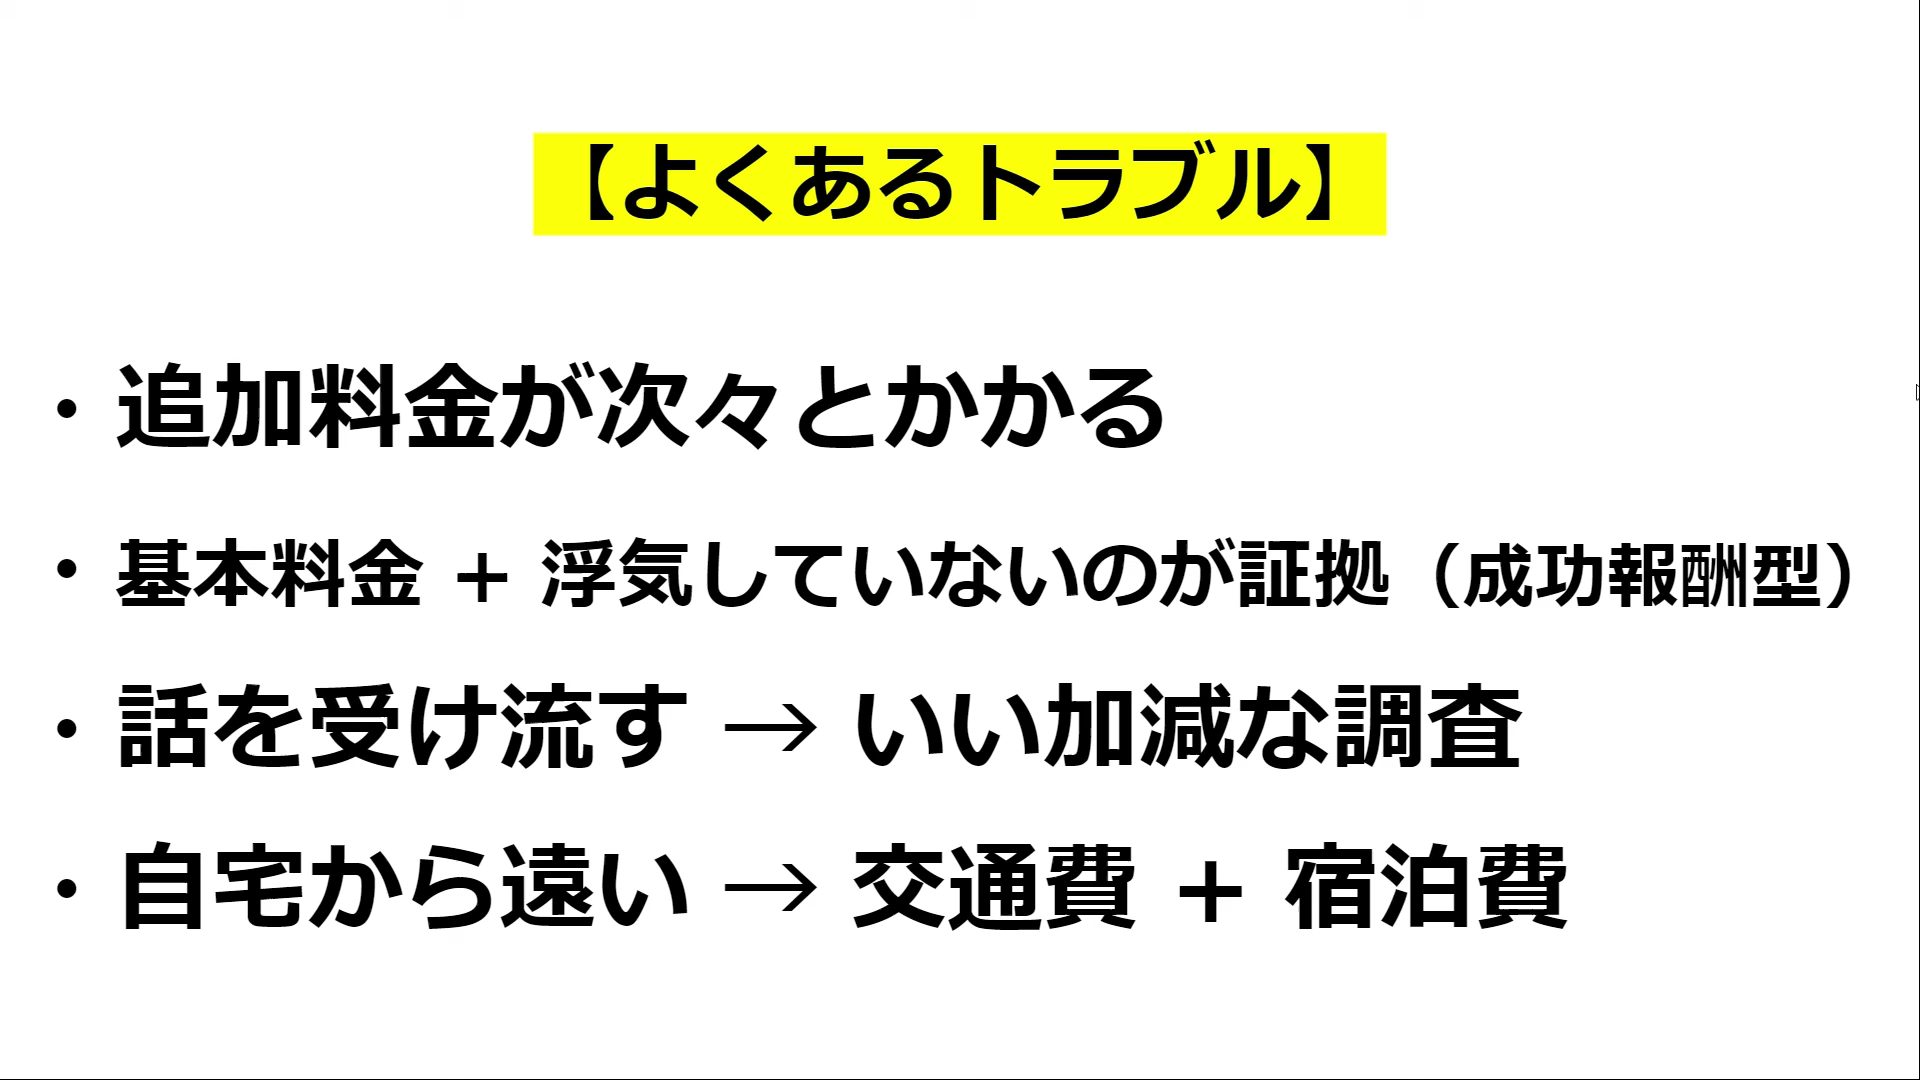 【よくあるトラブル】
・追加料金が次々とかかる
・基本料金 + 浮気していないのが証拠（成功報酬型）
・話を受け流す → いい加減な調査
・自宅から遠い → 交通費 + 宿泊費